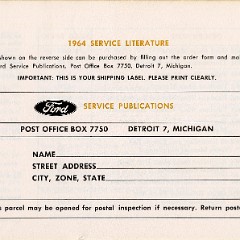 1964 SERVICE LITERATURE
shown on the reverse side can be purchased by filling out the order form and mai
rd Service Publications, Post Office Box 7750, Detroit 7, Michigan.
IMPORTANT: THIS IS YOUR SHIPPING LABEL. PLEASE PRINT CLEARLY.
Ford SERVICE PUBLICATIONS
POST OFFICE BOX 7750 DETROIT 7, MICHIGAN
NAME
STREET ADDRESS
CITY, ZONE, STATE
s parcel may be opened for postal inspection if necessary. Return posta